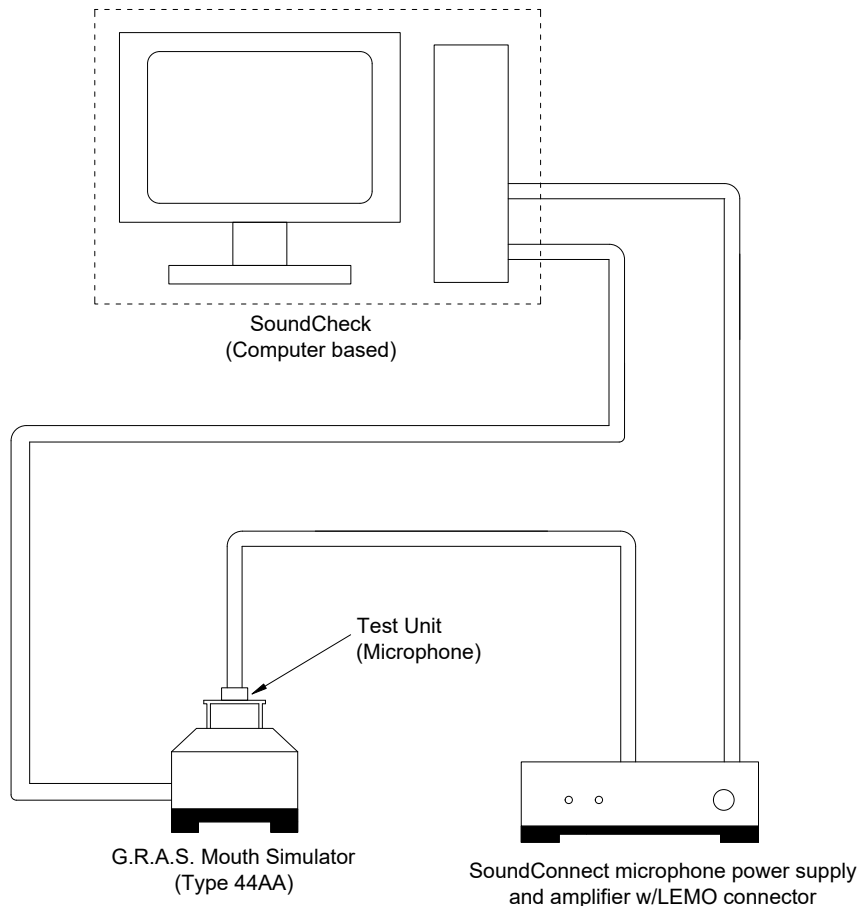 SoundCheck
(Computer based)
Test Unit
(Microphone)
G.R.A.S. Mouth Simulator
(Type 44AA)
SoundConnect microphone power supply
and amplifier w/LEMO connector